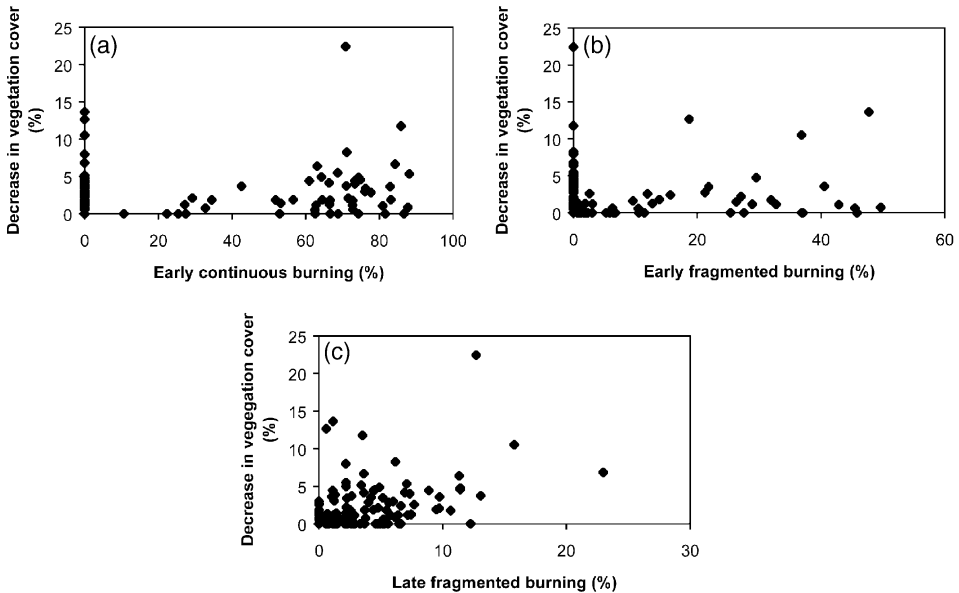 (a)
Decrease in vegetation cover
(%)
25
20
15
10
5
0
0 20 40 60 80 100
Early continuous burning (%)
(b)
Decrease in vegetation cover
(%)
25
20
15
10
5
0
0 20 40 60
Early fragmented burning (%)
(c)
Decrease in vegegation cover
(%)
25
20
15
10
5
0
0 10 20 30
Late fragmented burning (%)